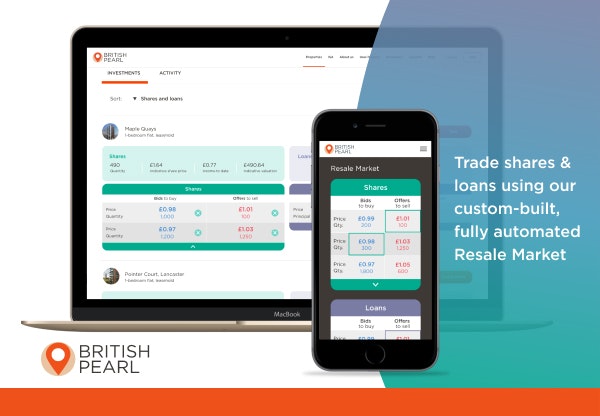 BRITISH
PEARL
Properties
About us
INVESTMENTS
ACTIVITY
Sort: ▼ Shares and loans
Maple Quays
1-bedroom flat, leasehold
Shares
490
Quantity
£1.64
Indicative share price
£0.77
Income to date
£490.64
Indicative valuation
Loans
Shares
Bids
to buy
Offers
to sell
Price
Quantity
£0.98
1,000
£1.01
100
Price
Quantity
£0.97
1,200
£1.03
1,250
Price
Principal
Pointer Court, Lancaster
MacBook
BRITISH
PEARL
Resale Market
Shares
Bids
to buy
Offers
to sell
Price
Qty.
£0.99
300
£1.01
100
Price
Qty.
£0.98
300
£1.03
1,250
Price
Qty.
£0.97
1,800
£1.05
600
Loans
Bids
to buy
Offers
to sell
Price
£0.99
£1.01
Trade shares &
loans using our
custom-built,
fully automated
Resale Market
BRITISH
PEARL